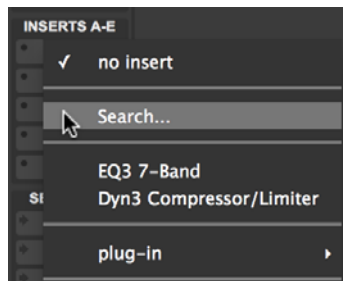 INSERTS A-E
✓ no insert
Search...
EQ3 7-Band
Dyn3 Compressor/Limiter
plug-in